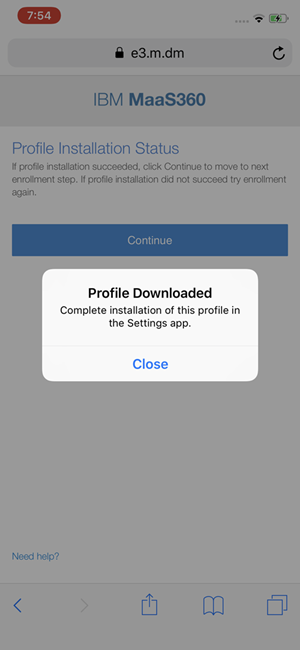 7:54
e3.m.dm
IBM MaaS360
Profile Installation Status
If profile installation succeeded, click Continue to move to next
enrollment step. If profile installation did not succeed try enrollment
again.
Continue
Profile Downloaded
Complete installation of this profile in
the Settings app.
Close
Need help?